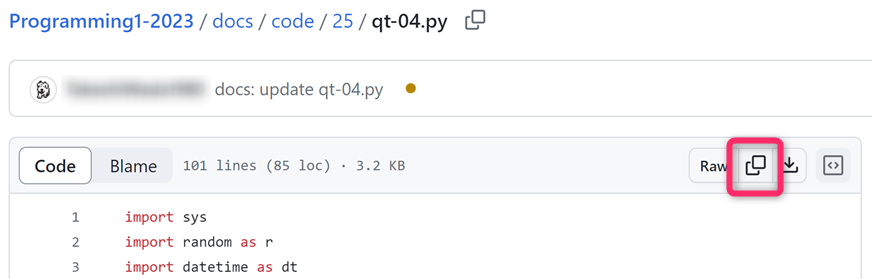 Programming1-2023 / docs / code / 25 / qt-04.py
docs: update qt-04.py
Code Blame 101 lines (85 loc) · 3.2 KB Raw
1 import sys
2 import random as r
3 import datetime as dt